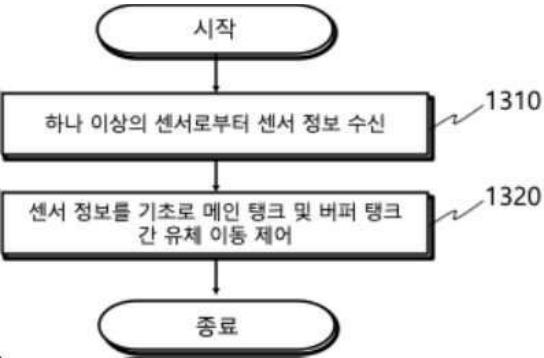 시작
하나 이상의 센서로부터 센서 정보 수신
1310
센서 정보를 기초로 메인 탱크 및 버퍼 탱크
간 유체 이동 제어
1320
종료